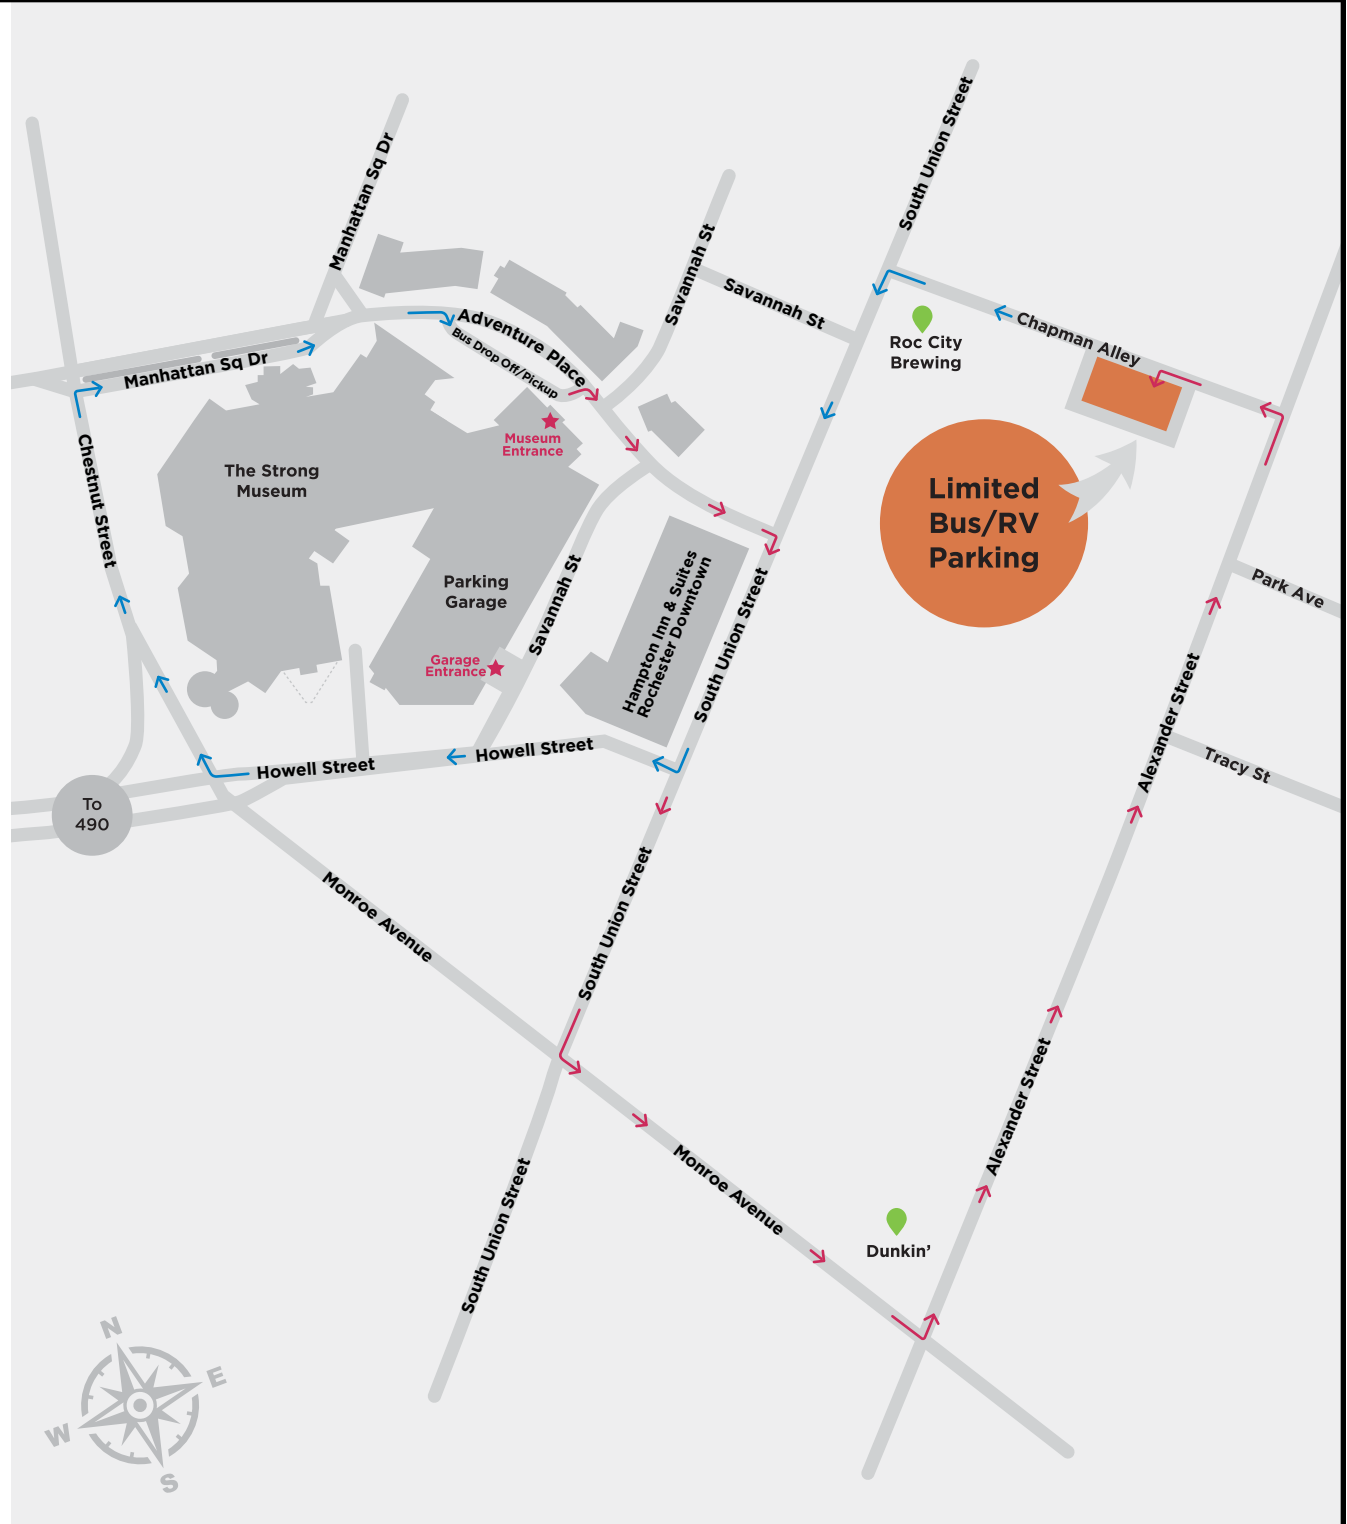 South Union Street
Manhattan Sq Dr
Savannah St
Savannah St
Adventure Place
Bus Drop Off/Pickup
Chapman Alley
Roc City
Brewing
Manhattan Sq Dr
Museum
Entrance
Chestnut Street
The Strong
Museum
Limited
Bus/RV
Parking
Parking
Garage
Savannah St
Hampton Inn & Suites
Rochester Downtown
South Union Street
Park Ave
Garage
Entrance
Alexander Street
Tracy St
Howell Street
Howell Street
To
490
Monroe Avenue
South Union Street
Alexander Street
Monroe Avenue
South Union Street
Dunkin’
N
E
W
S